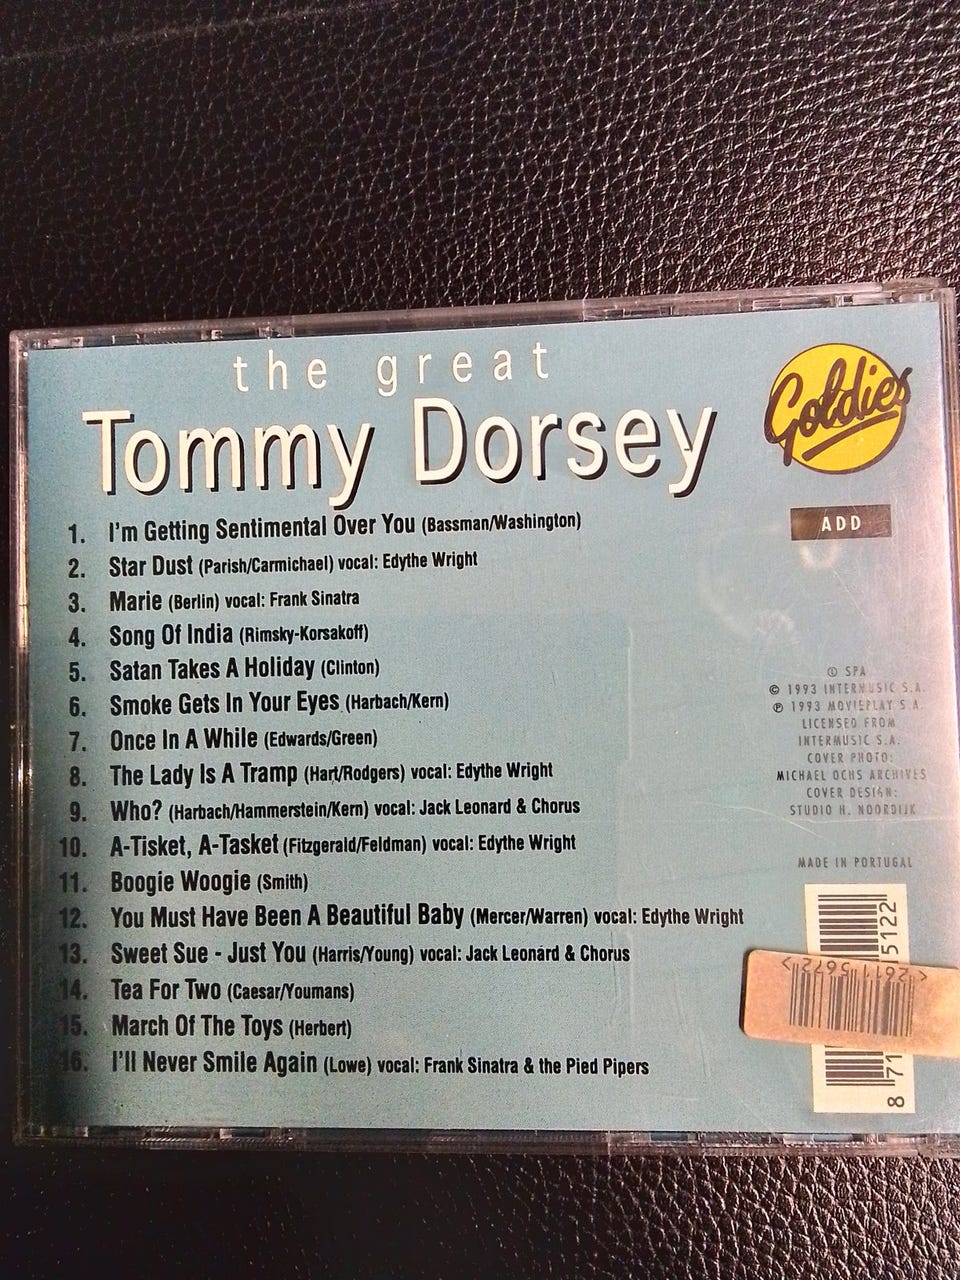 the great
Tommy Dorsey
Goldies
ADD
1. I'm Getting Sentimental Over You (Bassman/Washington)
2. Star Dust (Parish/Carmichael) vocal: Edythe Wright
3. Marie (Berlin) vocal: Frank Sinatra
4. Song Of India (Rimsky-Korsakoff)
5. Satan Takes A Holiday (Clinton)
6. Smoke Gets In Your Eyes (Harbach/Kern)
7. Once In A While (Edwards/Green)
8. The Lady Is A Tramp (Hart/Rodgers) vocal: Edythe Wright
9. Who? (Harbach/Hammerstein/Kern) vocal: Jack Leonard & Chorus
10. A-Tisket, A-Tasket (Fitzgerald/Feldman) vocal: Edythe Wright
11. Boogie Woogie (Smith)
12. You Must Have Been A Beautiful Baby (Mercer/Warren) vocal: Edythe Wright
13. Sweet Sue - Just You (Harris/Young) vocal: Jack Leonard & Chorus
14. Tea For Two (Caesar/Youmans)
15. March Of The Toys (Herbert)
16. I'll Never Smile Again (Lowe) vocal: Frank Sinatra & the Pied Pipers
SPA
© 1993 INTERMUSIC S.A.
℗ 1993 MOVIEPLAY S.A.
LICENSED FROM
INTERMUSIC S.A.
COVER PHOTO:
MICHAEL OCHS ARCHIVES
COVER DESIGN:
STUDIO H. NOORDIJK
MADE IN PORTUGAL
8 71
5122
<26115672>